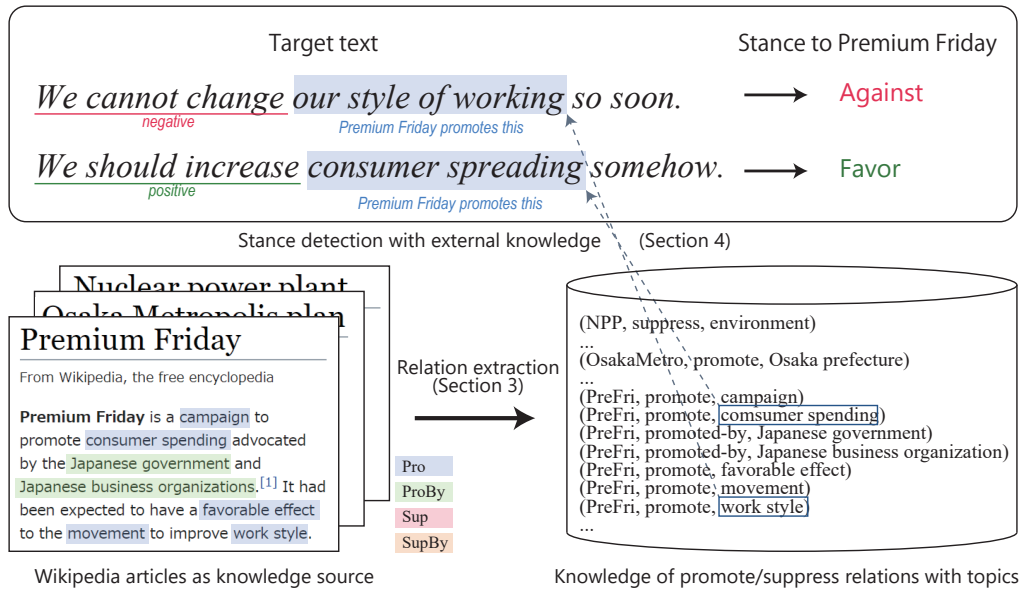 Target text
Stance to Premium Friday
We cannot change our style of working so soon.
Against
negative
Premium Friday promotes this
We should increase consumer spreading somehow.
Favor
positive
Premium Friday promotes this
Stance detection with external knowledge (Section 4)
Nuclear power plant
Osaka Metropolis plan
Premium Friday
From Wikipedia, the free encyclopedia
Premium Friday is a campaign to
promote consumer spending advocated
by the Japanese government and
Japanese business organizations.[1] It had
been expected to have a favorable effect
to the movement to improve work style.
Relation extraction
(Section 3)
Pro
ProBy
Sup
SupBy
(NPP, suppress, environment)
...
(OsakaMetro, promote, Osaka prefecture)
...
(PreFri, promote, campaign)
(PreFri, promote, comsumer spending)
(PreFri, promoted-by, Japanese government)
(PreFri, promoted-by, Japanese business organization)
(PreFri, promote, favorable effect)
(PreFri, promote, movement)
(PreFri, promote, work style)
...
Wikipedia articles as knowledge source
Knowledge of promote/suppress relations with topics